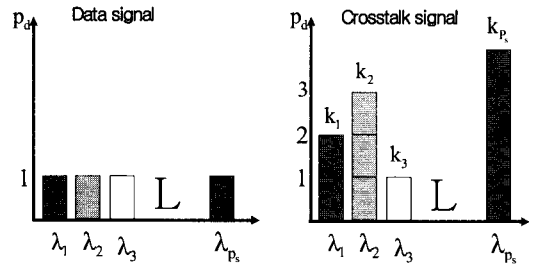 Data signal
p_d
1
L
λ_1 λ_2 λ_3 λ_{p_s}
Crosstalk signal
p_d
k_{P_s}
3
k_2
k_1
2
k_3
1
L
λ_1 λ_2 λ_3 λ_{p_s}